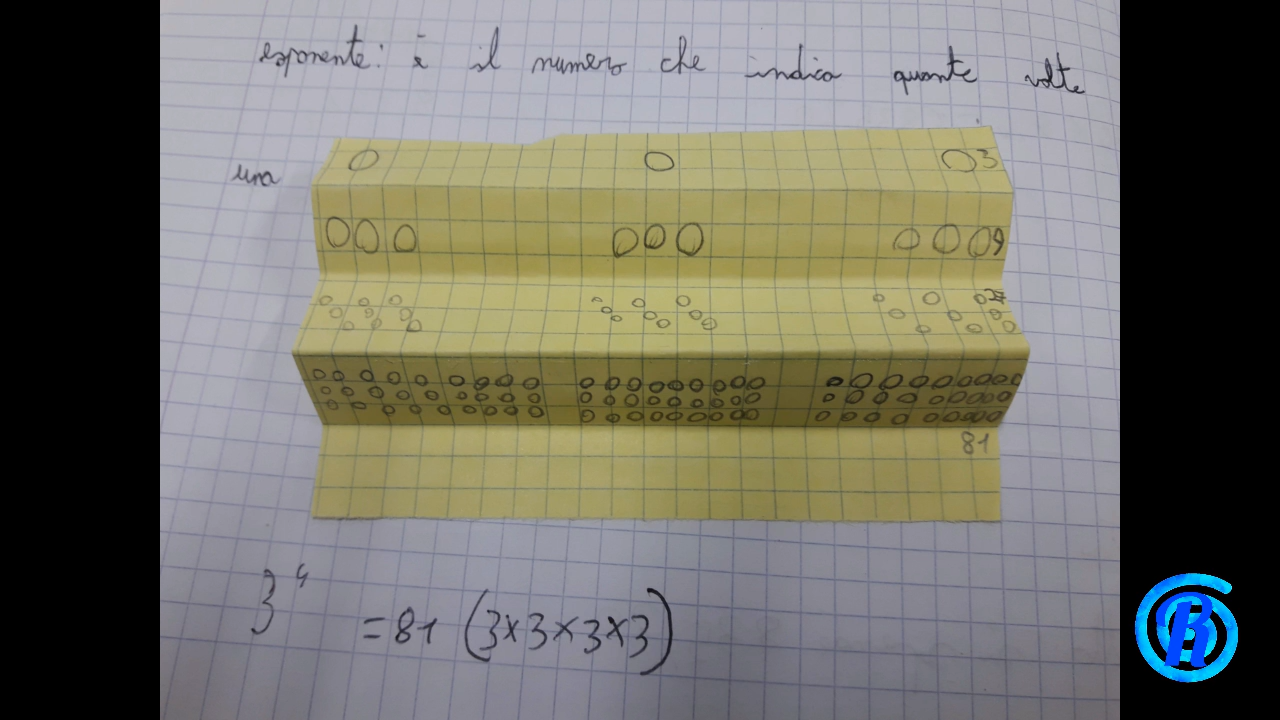 esponente: è il numero che indica quante volte
una
3
9
27
81
3⁴ = 81 (3×3×3×3)
R